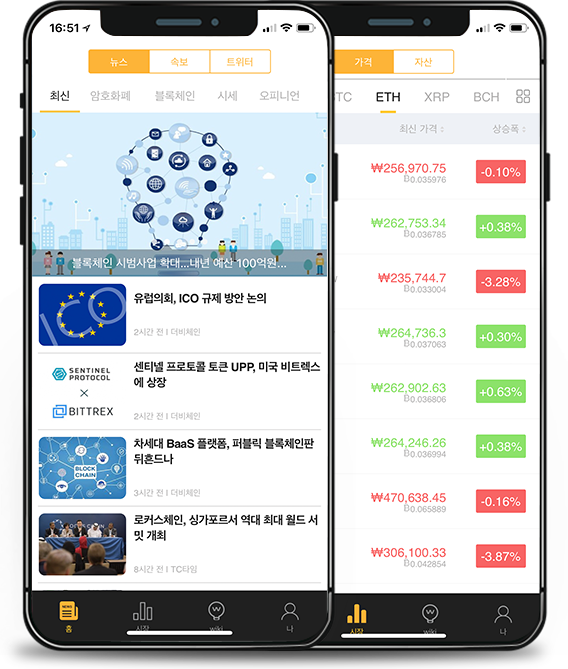 16:51
뉴스
속보
트위터
최신
암호화폐
블록체인
시세
오피니언
블록체인 시범사업 확대...내년 예산 100억원...
ICO
유럽의회, ICO 규제 방안 논의
2시간 전 | 더비체인
SENTINEL
PROTOCOL
×
BITTREX
센티넬 프로토콜 토큰 UPP, 미국 비트렉스
에 상장
2시간 전 | 더비체인
BLOCK
CHAIN
차세대 BaaS 플랫폼, 퍼블릭 블록체인판
뒤흔드나
3시간 전 | 더비체인
로커스체인, 싱가포르서 역대 최대 월드 서
밋 개최
8시간 전 | TC타임
NEWS
홈
시장
wiki
나
가격
자산
TC
ETH
XRP
BCH
최신 가격
상승폭
₩256,970.75
฿0.035976
-0.10%
₩262,753.34
฿0.036785
+0.38%
₩235,744.7
฿0.033004
-3.28%
₩264,736.3
฿0.037063
+0.30%
₩262,902.63
฿0.036806
+0.63%
₩264,246.26
฿0.036994
+0.38%
₩470,638.45
฿0.065889
-0.16%
₩306,100.33
฿0.042854
-3.87%
시장
wiki
나